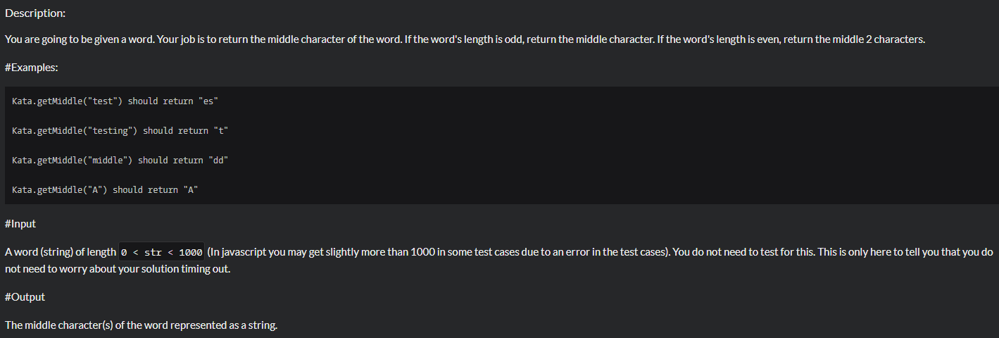 Description:
You are going to be given a word. Your job is to return the middle character of the word. If the word's length is odd, return the middle character. If the word's length is even, return the middle 2 characters.
#Examples:
Kata.getMiddle("test") should return "es"
Kata.getMiddle("testing") should return "t"
Kata.getMiddle("middle") should return "dd"
Kata.getMiddle("A") should return "A"
#Input
A word (string) of length 0 < str < 1000 (In javascript you may get slightly more than 1000 in some test cases due to an error in the test cases). You do not need to test for this. This is only here to tell you that you do
not need to worry about your solution timing out.
#Output
The middle character(s) of the word represented as a string.